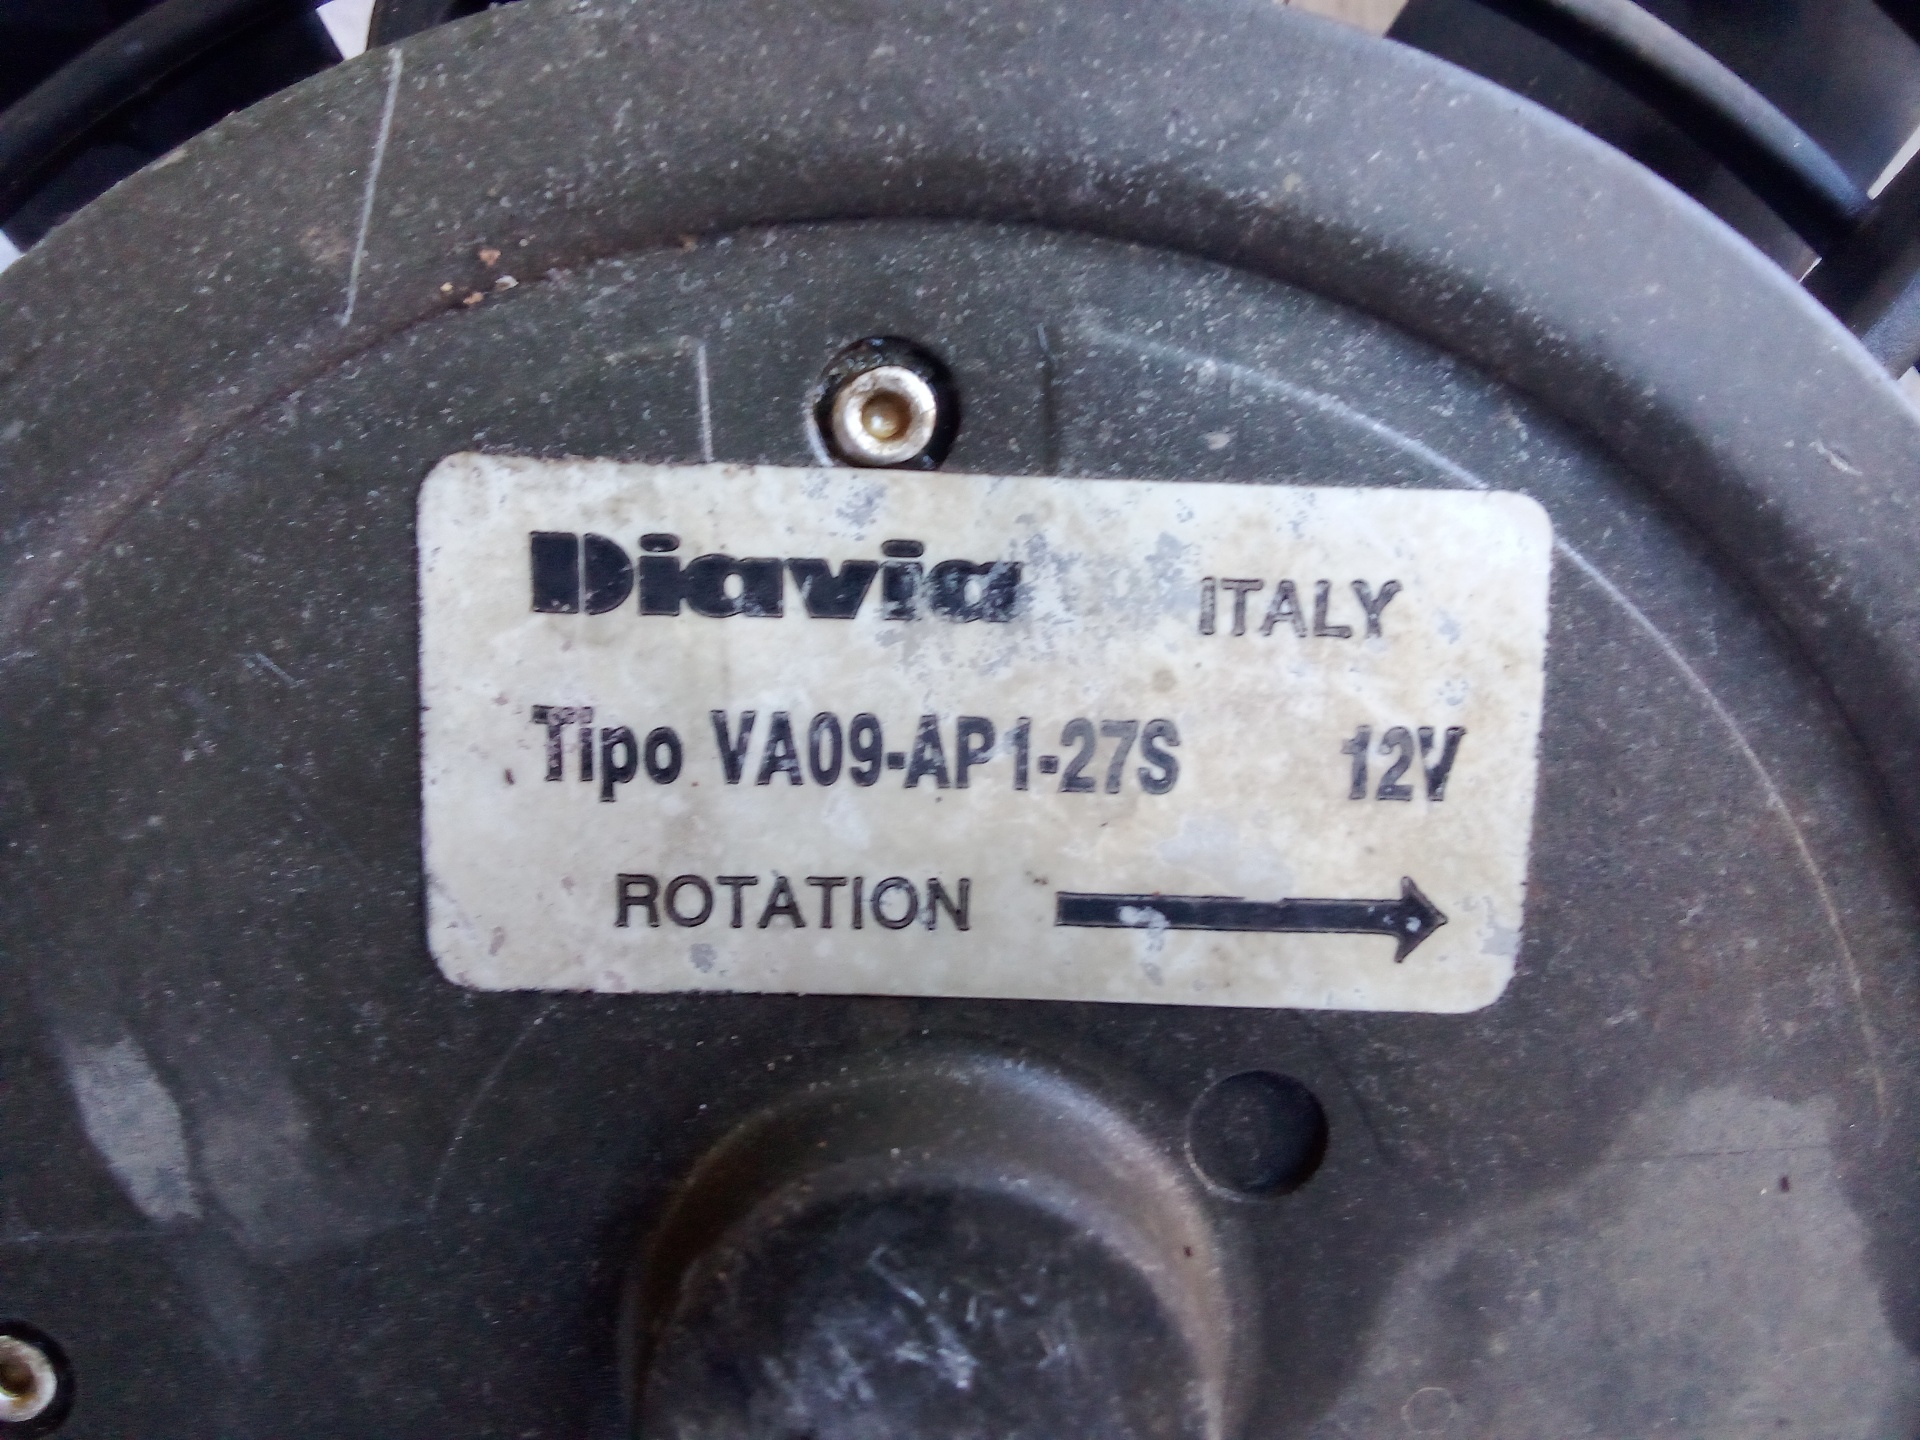 Diavia ITALY
Tipo VA09-AP1-27S 12V
ROTATION